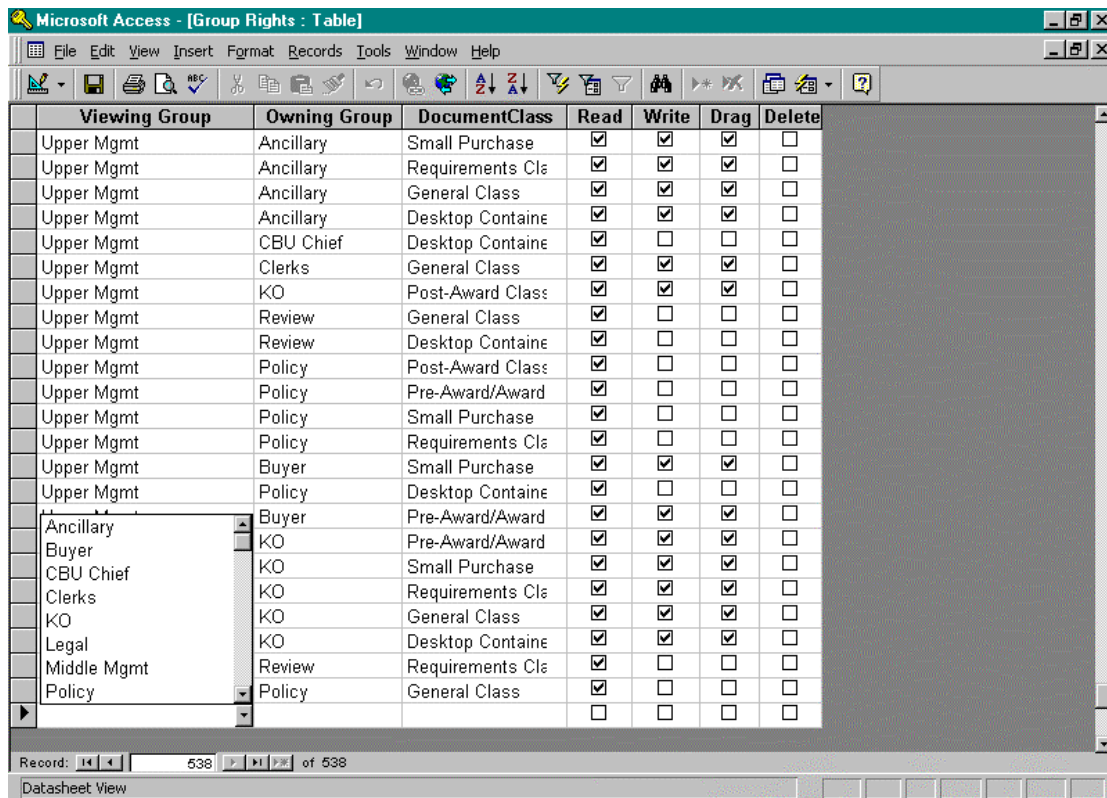 Microsoft Access - [Group Rights : Table]
File Edit View Insert Format Records Tools Window Help
Viewing Group Owning Group DocumentClass Read Write Drag Delete
Upper Mgmt Ancillary Small Purchase
Upper Mgmt Ancillary Requirements Cla
Upper Mgmt Ancillary General Class
Upper Mgmt Ancillary Desktop Containe
Upper Mgmt CBU Chief Desktop Containe
Upper Mgmt Clerks General Class
Upper Mgmt KO Post-Award Class
Upper Mgmt Review General Class
Upper Mgmt Review Desktop Containe
Upper Mgmt Policy Post-Award Class
Upper Mgmt Policy Pre-Award/Award
Upper Mgmt Policy Small Purchase
Upper Mgmt Policy Requirements Cla
Upper Mgmt Buyer Small Purchase
Upper Mgmt Policy Desktop Containe
Buyer Pre-Award/Award
Ancillary
KO Pre-Award/Award
Buyer
KO Small Purchase
CBU Chief
KO Requirements Cla
Clerks
KO General Class
KO
KO Desktop Containe
Legal
Review Requirements Cla
Middle Mgmt
Policy General Class
Policy
Record: 538 of 538
Datasheet View